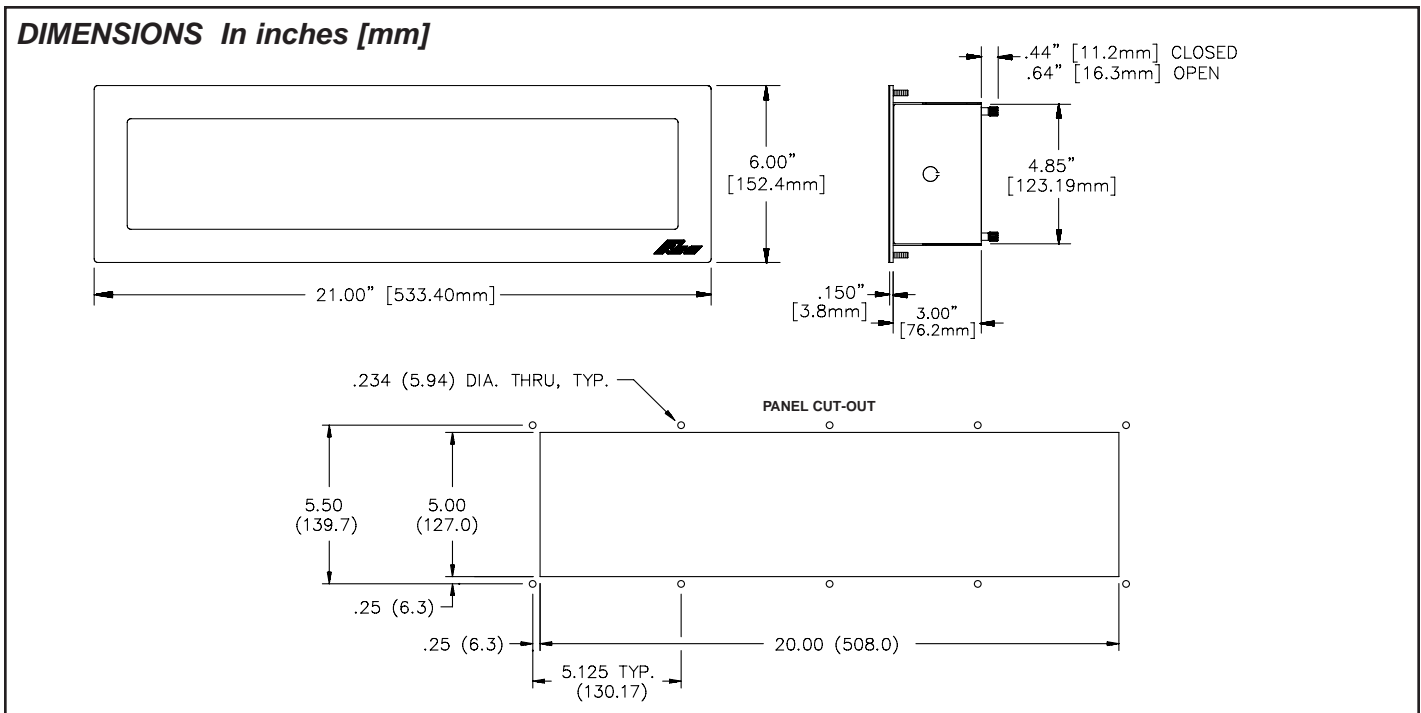 DIMENSIONS In inches [mm]
.44" [11.2mm] CLOSED
.64" [16.3mm] OPEN
6.00"
[152.4mm]
4.85"
[123.19mm]
21.00" [533.40mm]
.150"
[3.8mm]
3.00"
[76.2mm]
.234 (5.94) DIA. THRU, TYP.
PANEL CUT-OUT
5.50
(139.7)
5.00
(127.0)
.25 (6.3)
.25 (6.3)
20.00 (508.0)
5.125 TYP.
(130.17)